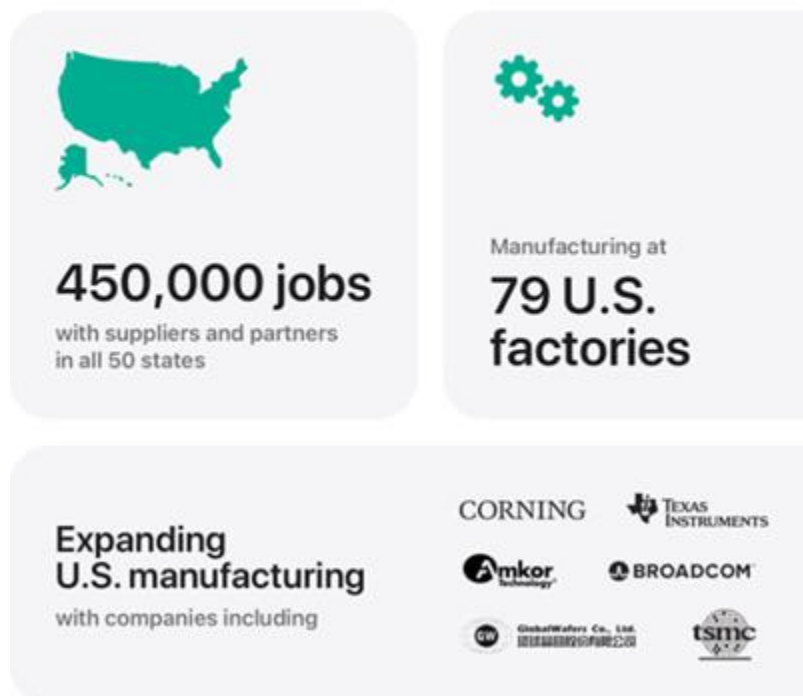 450,000 jobs
with suppliers and partners
in all 50 states
Manufacturing at
79 U.S.
factories
Expanding
U.S. manufacturing
with companies including
CORNING
TEXAS
INSTRUMENTS
Amkor
Technology
BROADCOM
GW
GlobalWafers Co., Ltd.
tsmc